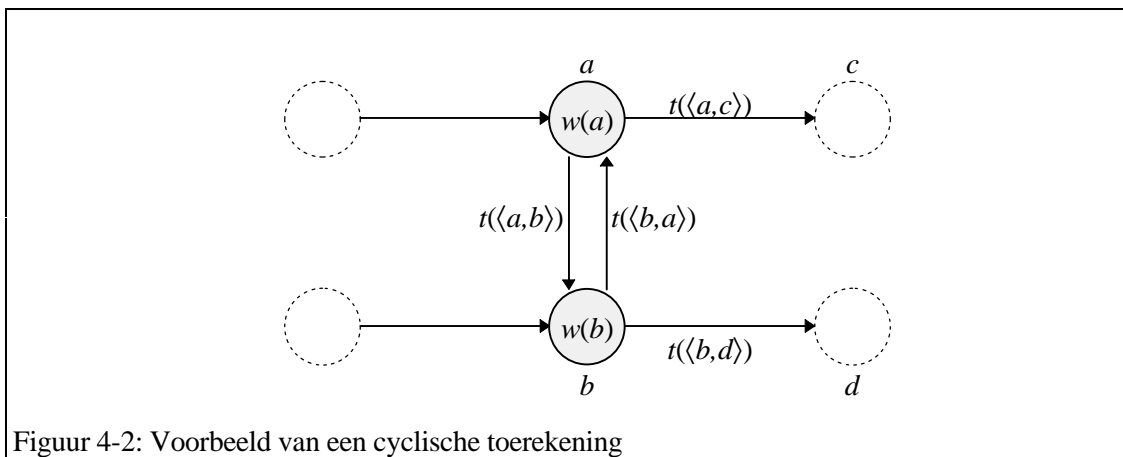 a c
w(a) t(⟨a,c⟩)
t(⟨a,b⟩) t(⟨b,a⟩)
w(b) t(⟨b,d⟩)
b d
Figuur 4-2: Voorbeeld van een cyclische toerekening